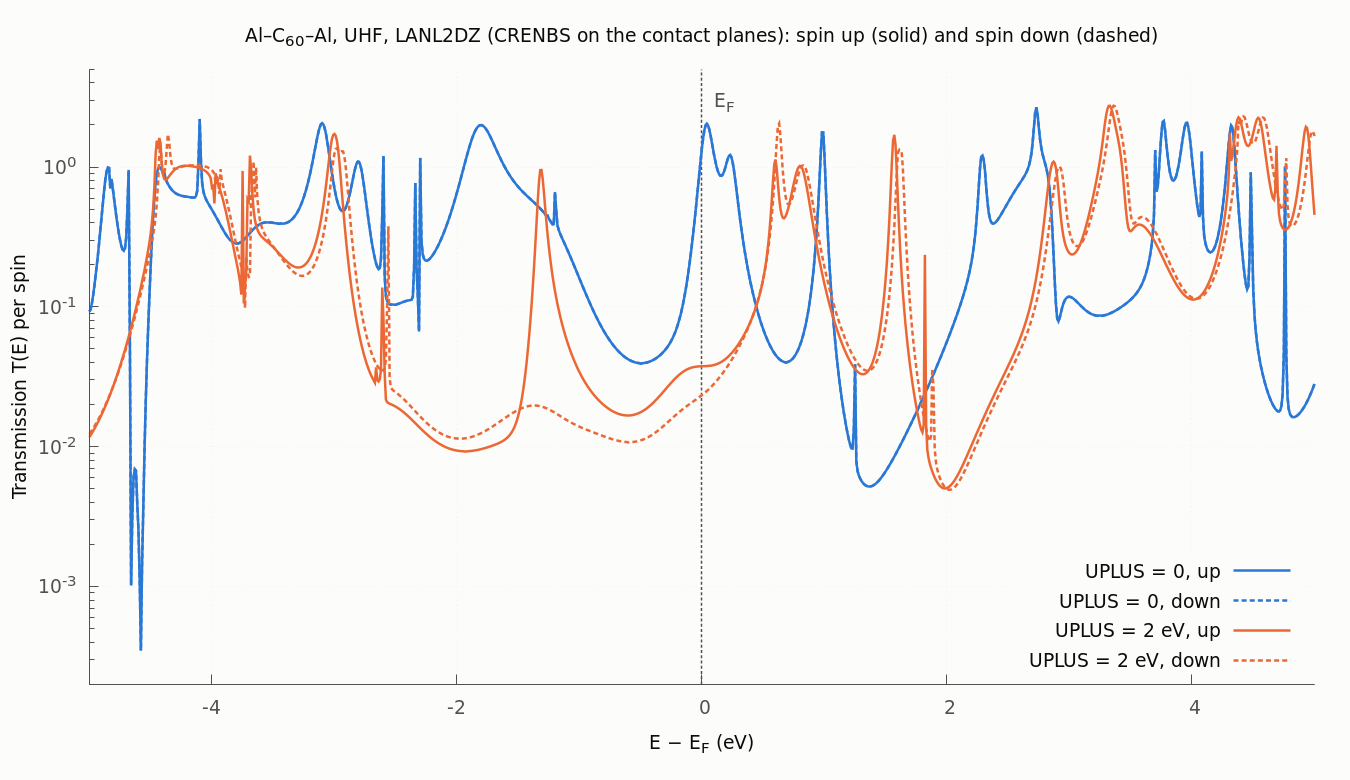 Al–C60–Al, UHF, LANL2DZ (CRENBS on the contact planes): spin up (solid) and spin down (dashed)
EF
10^0
10^-1
10^-2
10^-3
Transmission T(E) per spin
UPLUS = 0, up
UPLUS = 0, down
UPLUS = 2 eV, up
UPLUS = 2 eV, down
-4 -2 0 2 4
E − EF (eV)